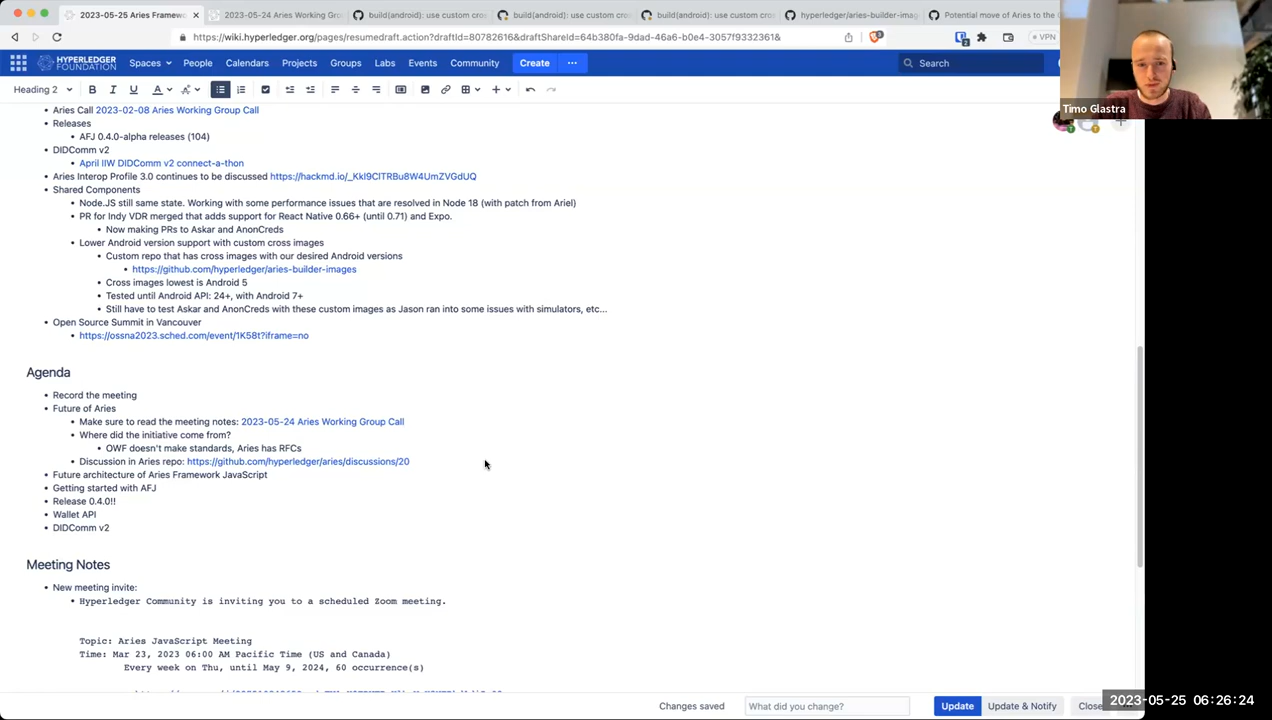 2023-05-25 Aries Framew
2023-05-24 Aries Working Gro
build(android): use custom cro
build(android): use custom cro
build(android): use custom cro
hyperledger/aries-builder-imag
Potential move of Aries to the
https://wiki.hyperledger.org/pages/resumedraft.action?draftId=80782616&draftShareId=64b380fa-9dad-46a6-b0e4-3057f9332361&
VPN
HYPERLEDGER FOUNDATION
Spaces
People
Calendars
Projects
Groups
Labs
Events
Community
Create
Search
Heading 2
Timo Glastra
Aries Call 2023-02-08 Aries Working Group Call
Releases
AFJ 0.4.0-alpha releases (104)
DIDComm v2
April IIW DIDComm v2 connect-a-thon
Aries Interop Profile 3.0 continues to be discussed https://hackmd.io/_KkI9ClTRBu8W4UmZVGdUQ
Shared Components
Node.JS still same state. Working with some performance issues that are resolved in Node 18 (with patch from Ariel)
PR for Indy VDR merged that adds support for React Native 0.66+ (until 0.71) and Expo.
Now making PRs to Askar and AnonCreds
Lower Android version support with custom cross images
Custom repo that has cross images with our desired Android versions
https://github.com/hyperledger/aries-builder-images
Cross images lowest is Android 5
Tested until Android API: 24+, with Android 7+
Still have to test Askar and AnonCreds with these custom images as Jason ran into some issues with simulators, etc...
Open Source Summit in Vancouver
https://ossna2023.sched.com/event/1K58t?iframe=no
Agenda
Record the meeting
Future of Aries
Make sure to read the meeting notes: 2023-05-24 Aries Working Group Call
Where did the initiative come from?
OWF doesn't make standards, Aries has RFCs
Discussion in Aries repo: https://github.com/hyperledger/aries/discussions/20
Future architecture of Aries Framework JavaScript
Getting started with AFJ
Release 0.4.0!!
Wallet API
DIDComm v2
Meeting Notes
New meeting invite:
Hyperledger Community is inviting you to a scheduled Zoom meeting.
Topic: Aries JavaScript Meeting
Time: Mar 23, 2023 06:00 AM Pacific Time (US and Canada)
Every week on Thu, until May 9, 2024, 60 occurrence(s)
Changes saved
What did you change?
Update
Update & Notify
Close
2023-05-25 06:26:24